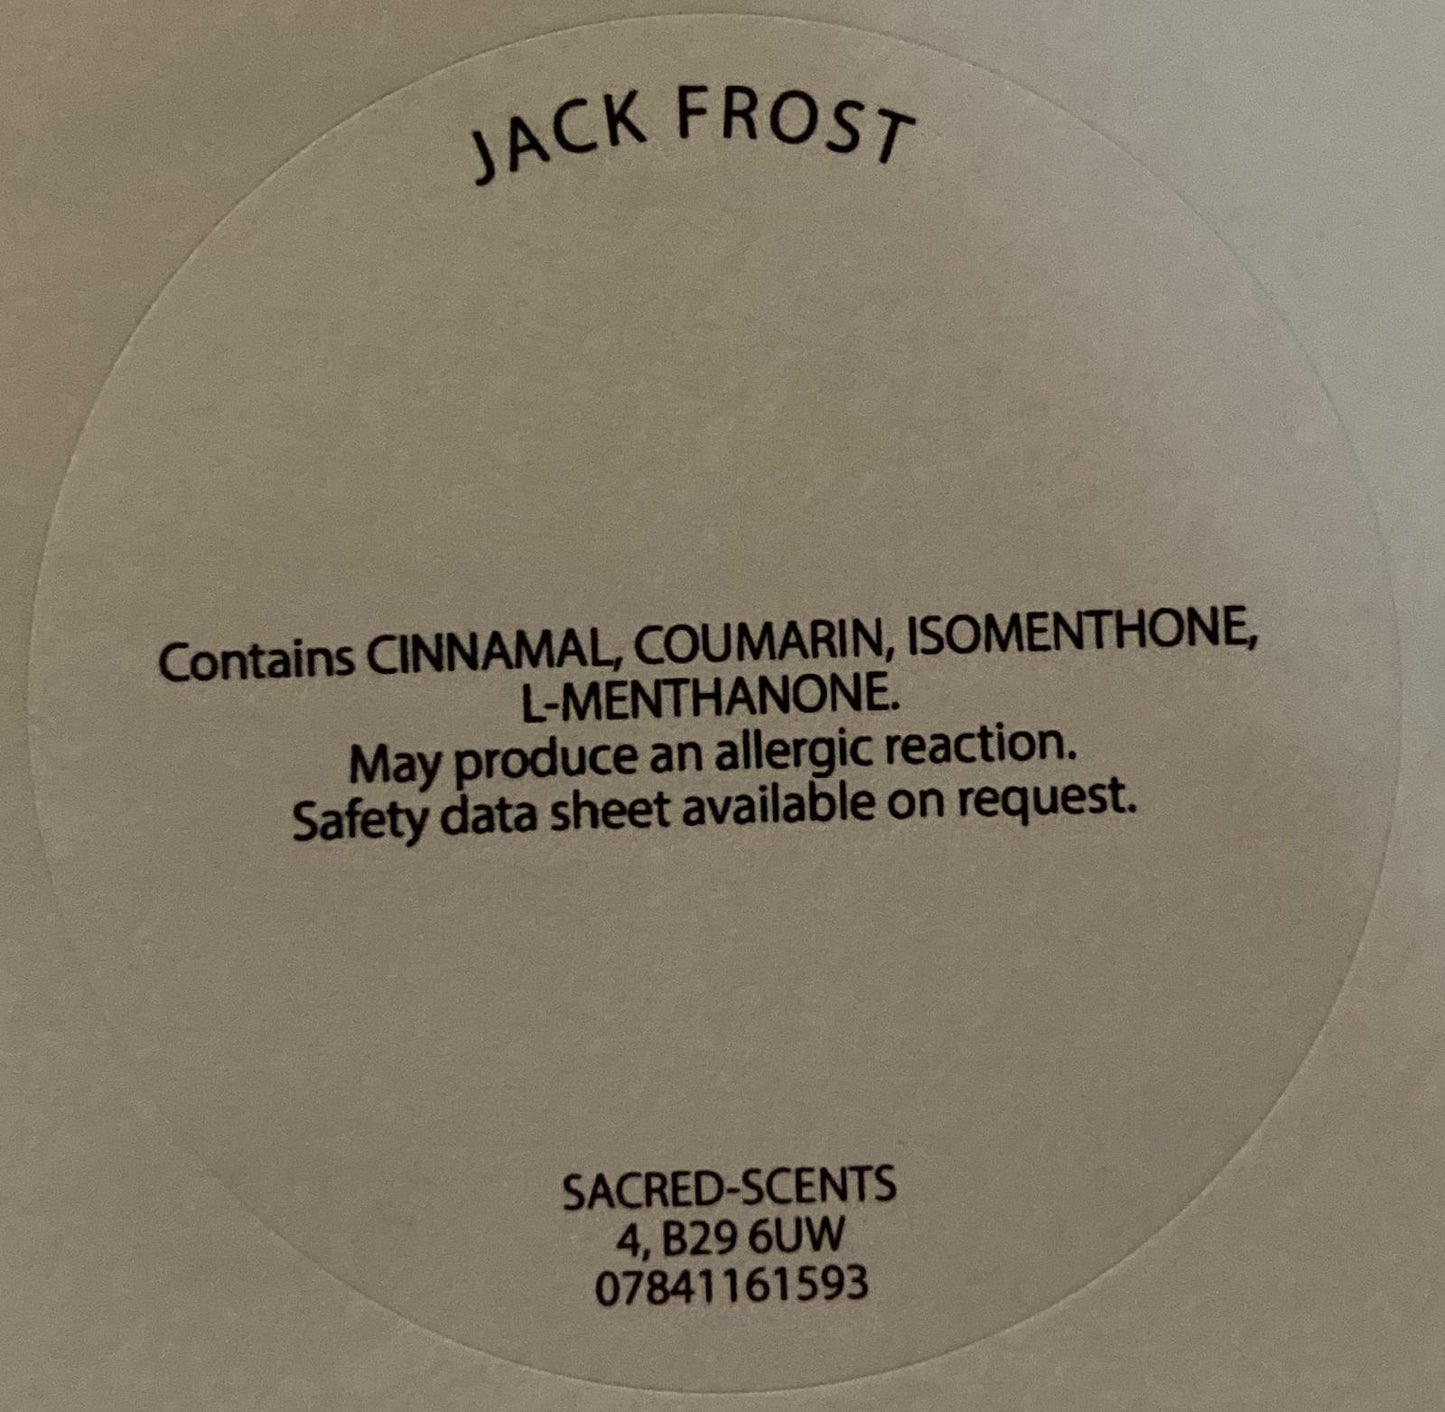 JACK FROST
Contains CINNAMAL, COUMARIN, ISOMENTHONE,
L-MENTHANONE.
May produce an allergic reaction.
Safety data sheet available on request.
SACRED-SCENTS
4, B29 6UW
07841161593